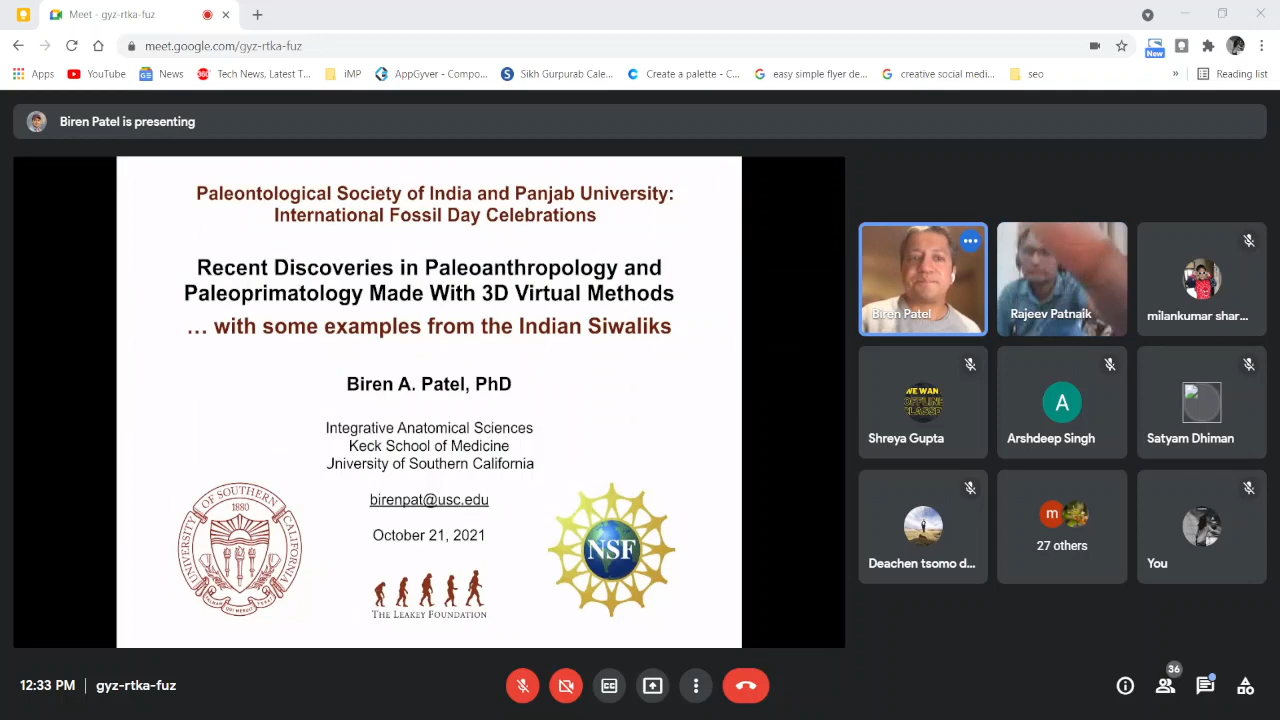 Meet - gyz-rtka-fuz
meet.google.com/gyz-rtka-fuz
New
Apps
YouTube
News
Tech News, Latest T...
iMP
AppGyver - Compo...
Sikh Gurpurab Cale...
Create a palette - C...
easy simple flyer de...
creative social medi...
seo
»
Reading list
Biren Patel is presenting
Paleontological Society of India and Panjab University:
International Fossil Day Celebrations
Recent Discoveries in Paleoanthropology and
Paleoprimatology Made With 3D Virtual Methods
… with some examples from the Indian Siwaliks
Biren A. Patel, PhD
Integrative Anatomical Sciences
Keck School of Medicine
University of Southern California
birenpat@usc.edu
October 21, 2021
UNIVERSITY OF SOUTHERN CALIFORNIA
1880
THE LEAKEY FOUNDATION
NSF
Biren Patel
Rajeev Patnaik
milankumar shar...
WE WAN
OFFLINE
CLASSD
Shreya Gupta
A
Arshdeep Singh
Satyam Dhiman
Deachen tsomo d...
m
27 others
You
12:33 PM
gyz-rtka-fuz
36